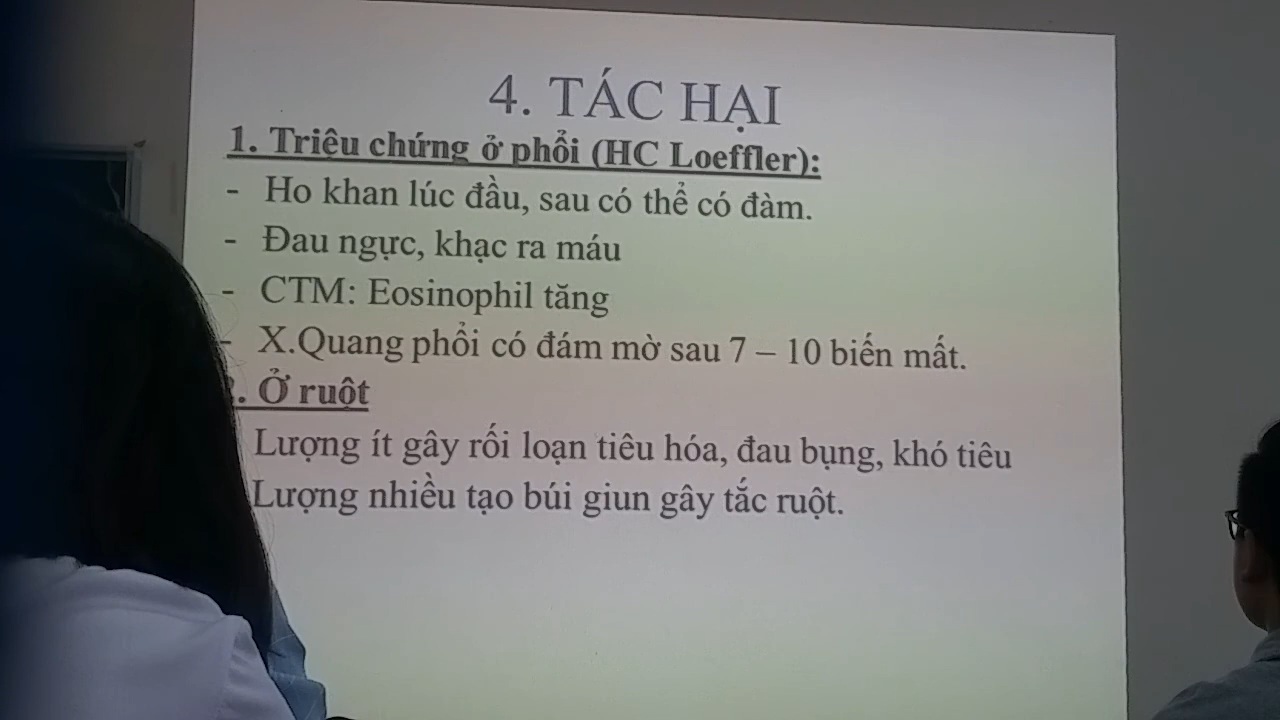 4. TÁC HẠI
1. Triệu chứng ở phổi (HC Loeffler):
- Ho khan lúc đầu, sau có thể có đàm.
- Đau ngực, khạc ra máu
- CTM: Eosinophil tăng
- X.Quang phổi có đám mờ sau 7 – 10 biến mất.
. Ở ruột
Lượng ít gây rối loạn tiêu hóa, đau bụng, khó tiêu
Lượng nhiều tạo búi giun gây tắc ruột.